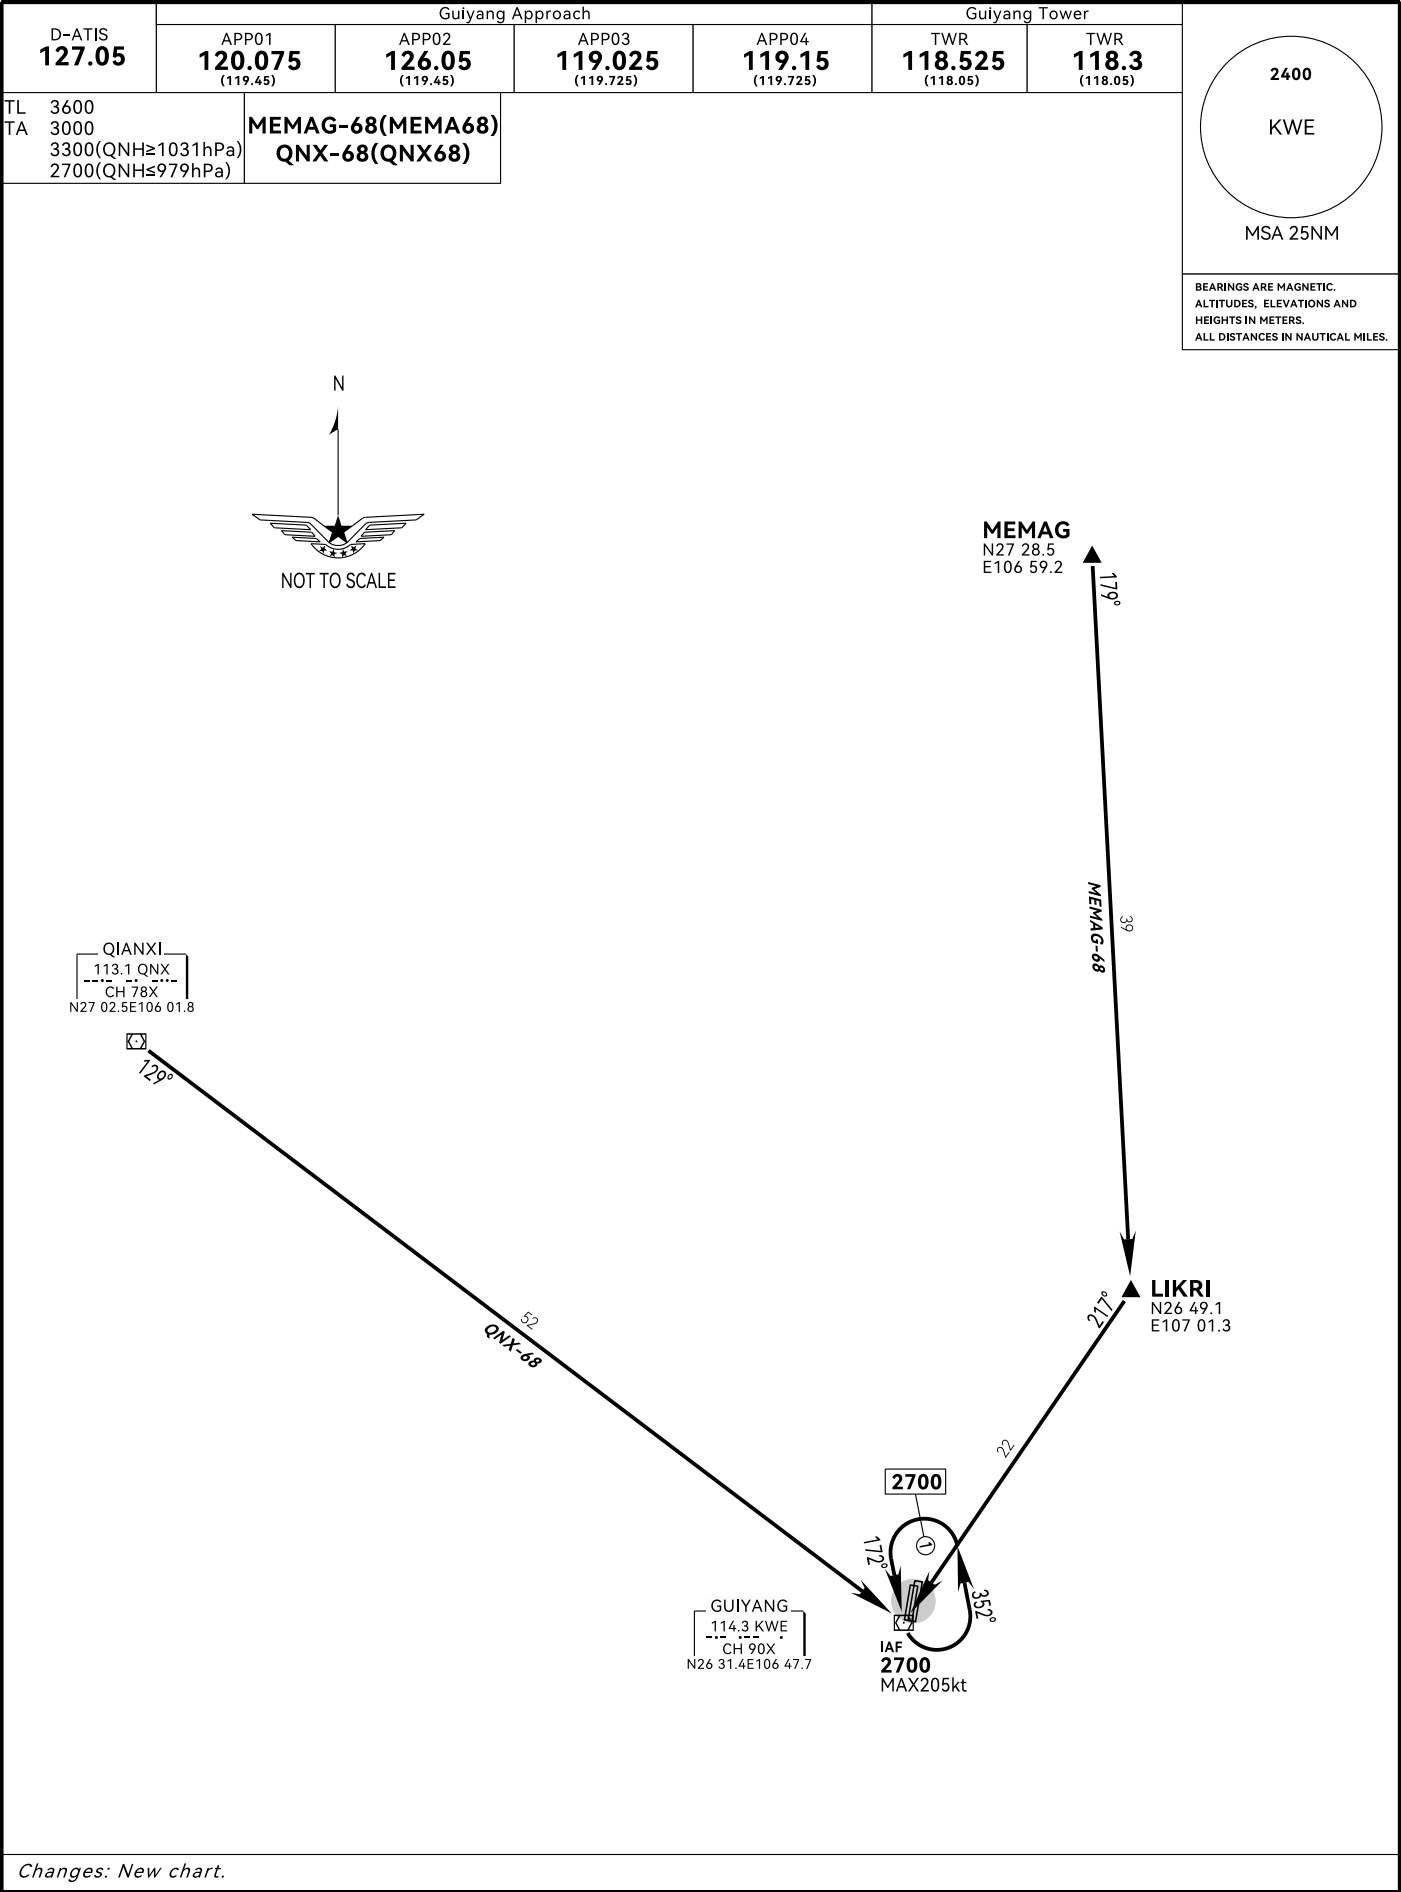 D-ATIS
127.05
Guiyang Approach
APP01
120.075
(119.45)
APP02
126.05
(119.45)
APP03
119.025
(119.725)
APP04
119.15
(119.725)
Guiyang Tower
TWR
118.525
(118.05)
TWR
118.3
(118.05)
TL 3600
TA 3000
3300(QNH≥1031hPa)
2700(QNH≤979hPa)
MEMAG-68(MEMA68)
QNX-68(QNX68)
2400
KWE
MSA 25NM
BEARINGS ARE MAGNETIC.
ALTITUDES, ELEVATIONS AND
HEIGHTS IN METERS.
ALL DISTANCES IN NAUTICAL MILES.
N
NOT TO SCALE
MEMAG
N27 28.5
E106 59.2
179°
MEMAG-68
39
QIANXI
113.1 QNX
CH 78X
N27 02.5E106 01.8
129°
52
QNX-68
LIKRI
N26 49.1
E107 01.3
217°
22
2700
1
172°
352°
GUIYANG
114.3 KWE
CH 90X
N26 31.4E106 47.7
IAF
2700
MAX205kt
Changes: New chart.